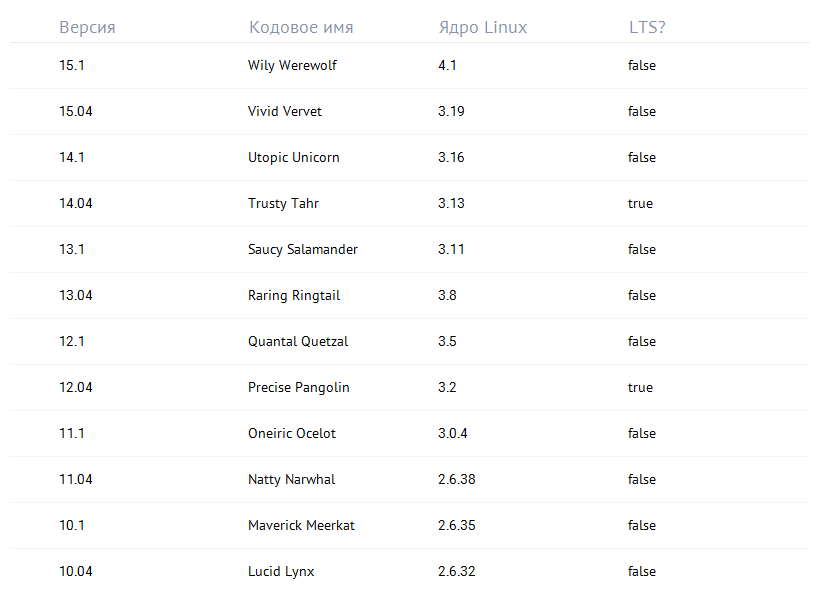 Версия Кодовое имя Ядро Linux LTS?
15.1 Wily Werewolf 4.1 false
15.04 Vivid Vervet 3.19 false
14.1 Utopic Unicorn 3.16 false
14.04 Trusty Tahr 3.13 true
13.1 Saucy Salamander 3.11 false
13.04 Raring Ringtail 3.8 false
12.1 Quantal Quetzal 3.5 false
12.04 Precise Pangolin 3.2 true
11.1 Oneiric Ocelot 3.0.4 false
11.04 Natty Narwhal 2.6.38 false
10.1 Maverick Meerkat 2.6.35 false
10.04 Lucid Lynx 2.6.32 false